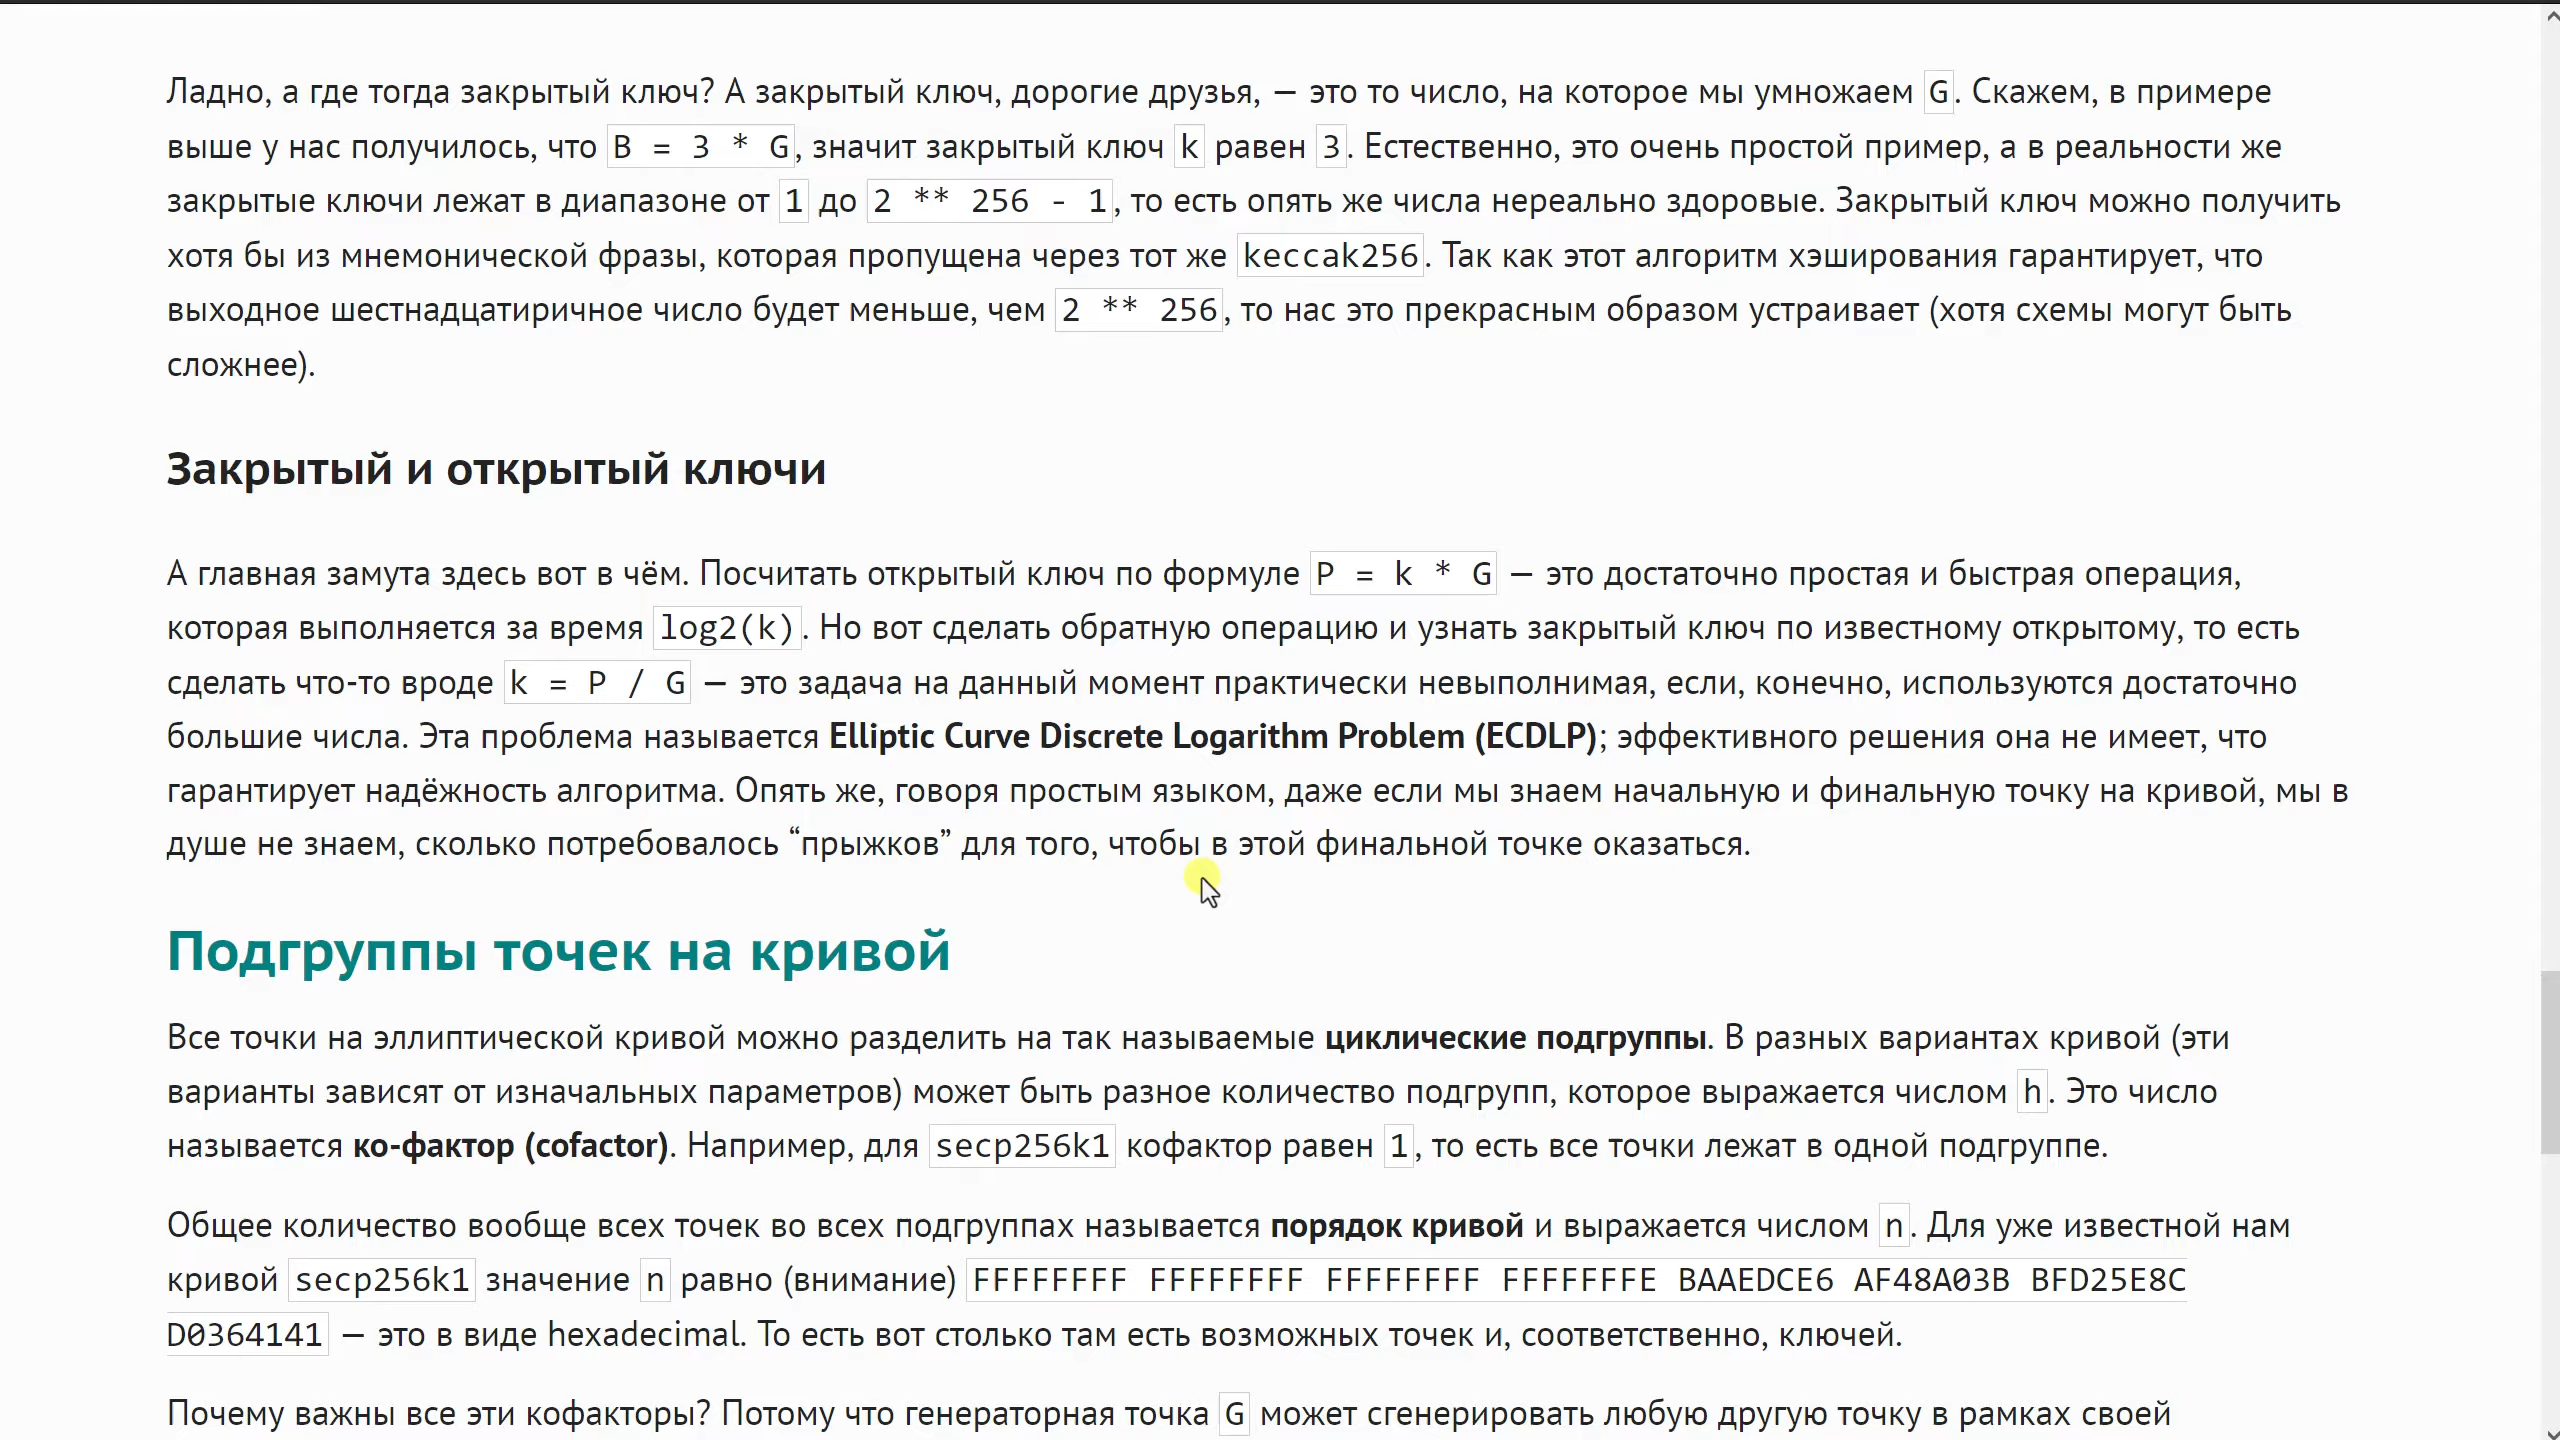 Ладно, а где тогда закрытый ключ? А закрытый ключ, дорогие друзья, — это то число, на которое мы умножаем G. Скажем, в примере
выше у нас получилось, что B = 3 * G, значит закрытый ключ k равен 3. Естественно, это очень простой пример, а в реальности же
закрытые ключи лежат в диапазоне от 1 до 2 ** 256 - 1, то есть опять же числа нереально здоровые. Закрытый ключ можно получить
хотя бы из мнемонической фразы, которая пропущена через тот же keccak256. Так как этот алгоритм хэширования гарантирует, что
выходное шестнадцатиричное число будет меньше, чем 2 ** 256, то нас это прекрасным образом устраивает (хотя схемы могут быть
сложнее).
Закрытый и открытый ключи
А главная замута здесь вот в чём. Посчитать открытый ключ по формуле P = k * G — это достаточно простая и быстрая операция,
которая выполняется за время log2(k). Но вот сделать обратную операцию и узнать закрытый ключ по известному открытому, то есть
сделать что-то вроде k = P / G — это задача на данный момент практически невыполнимая, если, конечно, используются достаточно
большие числа. Эта проблема называется Elliptic Curve Discrete Logarithm Problem (ECDLP); эффективного решения она не имеет, что
гарантирует надёжность алгоритма. Опять же, говоря простым языком, даже если мы знаем начальную и финальную точку на кривой, мы в
душе не знаем, сколько потребовалось “прыжков” для того, чтобы в этой финальной точке оказаться.
Подгруппы точек на кривой
Все точки на эллиптической кривой можно разделить на так называемые циклические подгруппы. В разных вариантах кривой (эти
варианты зависят от изначальных параметров) может быть разное количество подгрупп, которое выражается числом h. Это число
называется ко-фактор (cofactor). Например, для secp256k1 кофактор равен 1, то есть все точки лежат в одной подгруппе.
Общее количество вообще всех точек во всех подгруппах называется порядок кривой и выражается числом n. Для уже известной нам
кривой secp256k1 значение n равно (внимание) FFFFFFFF FFFFFFFF FFFFFFFF FFFFFFFE BAAEDCE6 AF48A03B BFD25E8C
D0364141 — это в виде hexadecimal. То есть вот столько там есть возможных точек и, соответственно, ключей.
Почему важны все эти кофакторы? Потому что генераторная точка G может сгенерировать любую другую точку в рамках своей